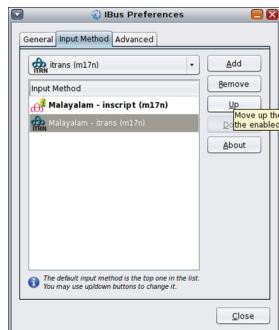 IBus Preferences
General Input Method Advanced
ITRN itrans (m17n)
Add
Input Method
Remove
Malayalam - inscript (m17n)
Up
ITRN Malayalam - itrans (m17n)
Move up the
the enabled
About
The default input method is the top one in the list.
You may use up/down buttons to change it.
Close